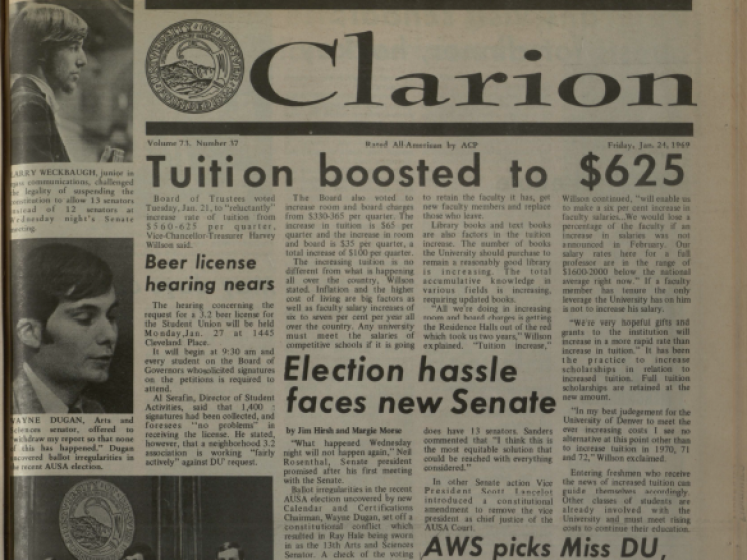 Clarion
Volume 73, Number 37
Rated All-American by ACP
Friday, Jan. 24, 1969
Tuition boosted to $625
LARRY WECKBAUGH, junior in
communications, challenged
legality of suspending the
constitution to allow 13 senators
instead of 12 senators at
Wednesday night's Senate
meeting.
WAYNE DUGAN, Arts and
Sciences senator, offered to
withdraw my report so that none
of this has happened." Dugan
uncovered ballot irregularities in
the recent AUSA election.
Board of Trustees voted
Tuesday, Jan. 21, to "reluctantly"
increase rate of tuition from
$560-625 per quarter,
Vice-Chancellor-Treasurer Harvey
Willson said.
Beer license
hearing nears
The hearing concerning the
request for a 3.2 beer license for
the Student Union will be held
Monday, Jan. 27 at 1445
Cleveland Place.
It will begin at 9:30 am and
every student on the Board of
Governors whosolicited signatures
on the petitions is required to
attend.
Al Serafin, Director of Student
Activities, said that 1,400
signatures had been collected, and
foresees "no problems" in
receiving the license. He stated,
however, that a neighborhood 3.2
association is working "fairly
actively" against DU' request.
The Board also voted to
increase room and board charges
from $330-365 per quarter. The
increase in tuition is $65 per
quarter and the increase in room
and board is $35 per quarter, a
total increase of $100 per quarter.
The increasing tuition is no
different from what is happening
all over the country, Willson
stated. Inflation and the higher
cost of living are big factors as
well as faculty salary increases of
six to seven per cent per year all
over the country. Any university
must meet the salaries of
competitive schools if it is going
to retain the faculty it has, get
new faculty members and replace
those who leave.
Library books and text books
are also factors in the tuition
increase. The number of books
the University should purchase to
remain a reasonably good library
is increasing. The total
accumulative knowledge in
various fields is increasing,
requiring updated books.
"All we're doing in increasing
room and board charges is getting
the Residence Halls out of the red
which took us two years," Willson
explained. "Tuition increase,"
Willson continued, "will enable us
to make a six per cent increase in
faculty salaries...We would lose a
percentage of the faculty if an
increase in salaries was not
announced in February. Our
salary rates here for a full
professor are in the range of
$1600-2000 below the national
average right now." If a faculty
member has tenure the only
leverage the University has on him
is not to increase his salary.
"We're very hopeful gifts and
grants to the institution will
increase in a more rapid rate than
increase in tuition." It has been
the practice to increase
scholarships in relation to
increased tuition. Full tuition
scholarships are retained at the
new amount.
"In my best judegement for the
University of Denver to meet the
ever increasing costs I see no
alternative at this point other than
to increase tuition in 1970, 71
and 72," Willson explained.
Entering freshmen who receive
the news of increased tuition can
guide themselves accordingly.
Other classes of students are
already involved with the
University and must meet rising
costs to continue their education.
Election hassle
faces new Senate
by Jim Hirsh and Margie Morse
"What happened Wednesday
night will not happen again," Neil
Rosenthal, Senate president
promised after his first meeting
with the Senate.
Ballot irregularities in the recent
AUSA election uncovered by new
Calendar and Certifications
Chairman, Wayne Dugan, set off a
constitutional conflict which
resulted in Ray Hale being sworn
in as the 13th Arts and Sciences
Senator. A check of the voting
does have 13 senators. Sanders
commented that "I think this is
the most equitable solution that
could be reached with everything
considered."
In other Senate action Vice
President Scott Lancelot
introduced a constitutional
amendment to remove the vice
president as chief justice of the
AUSA Court.
AWS picks Miss DU,